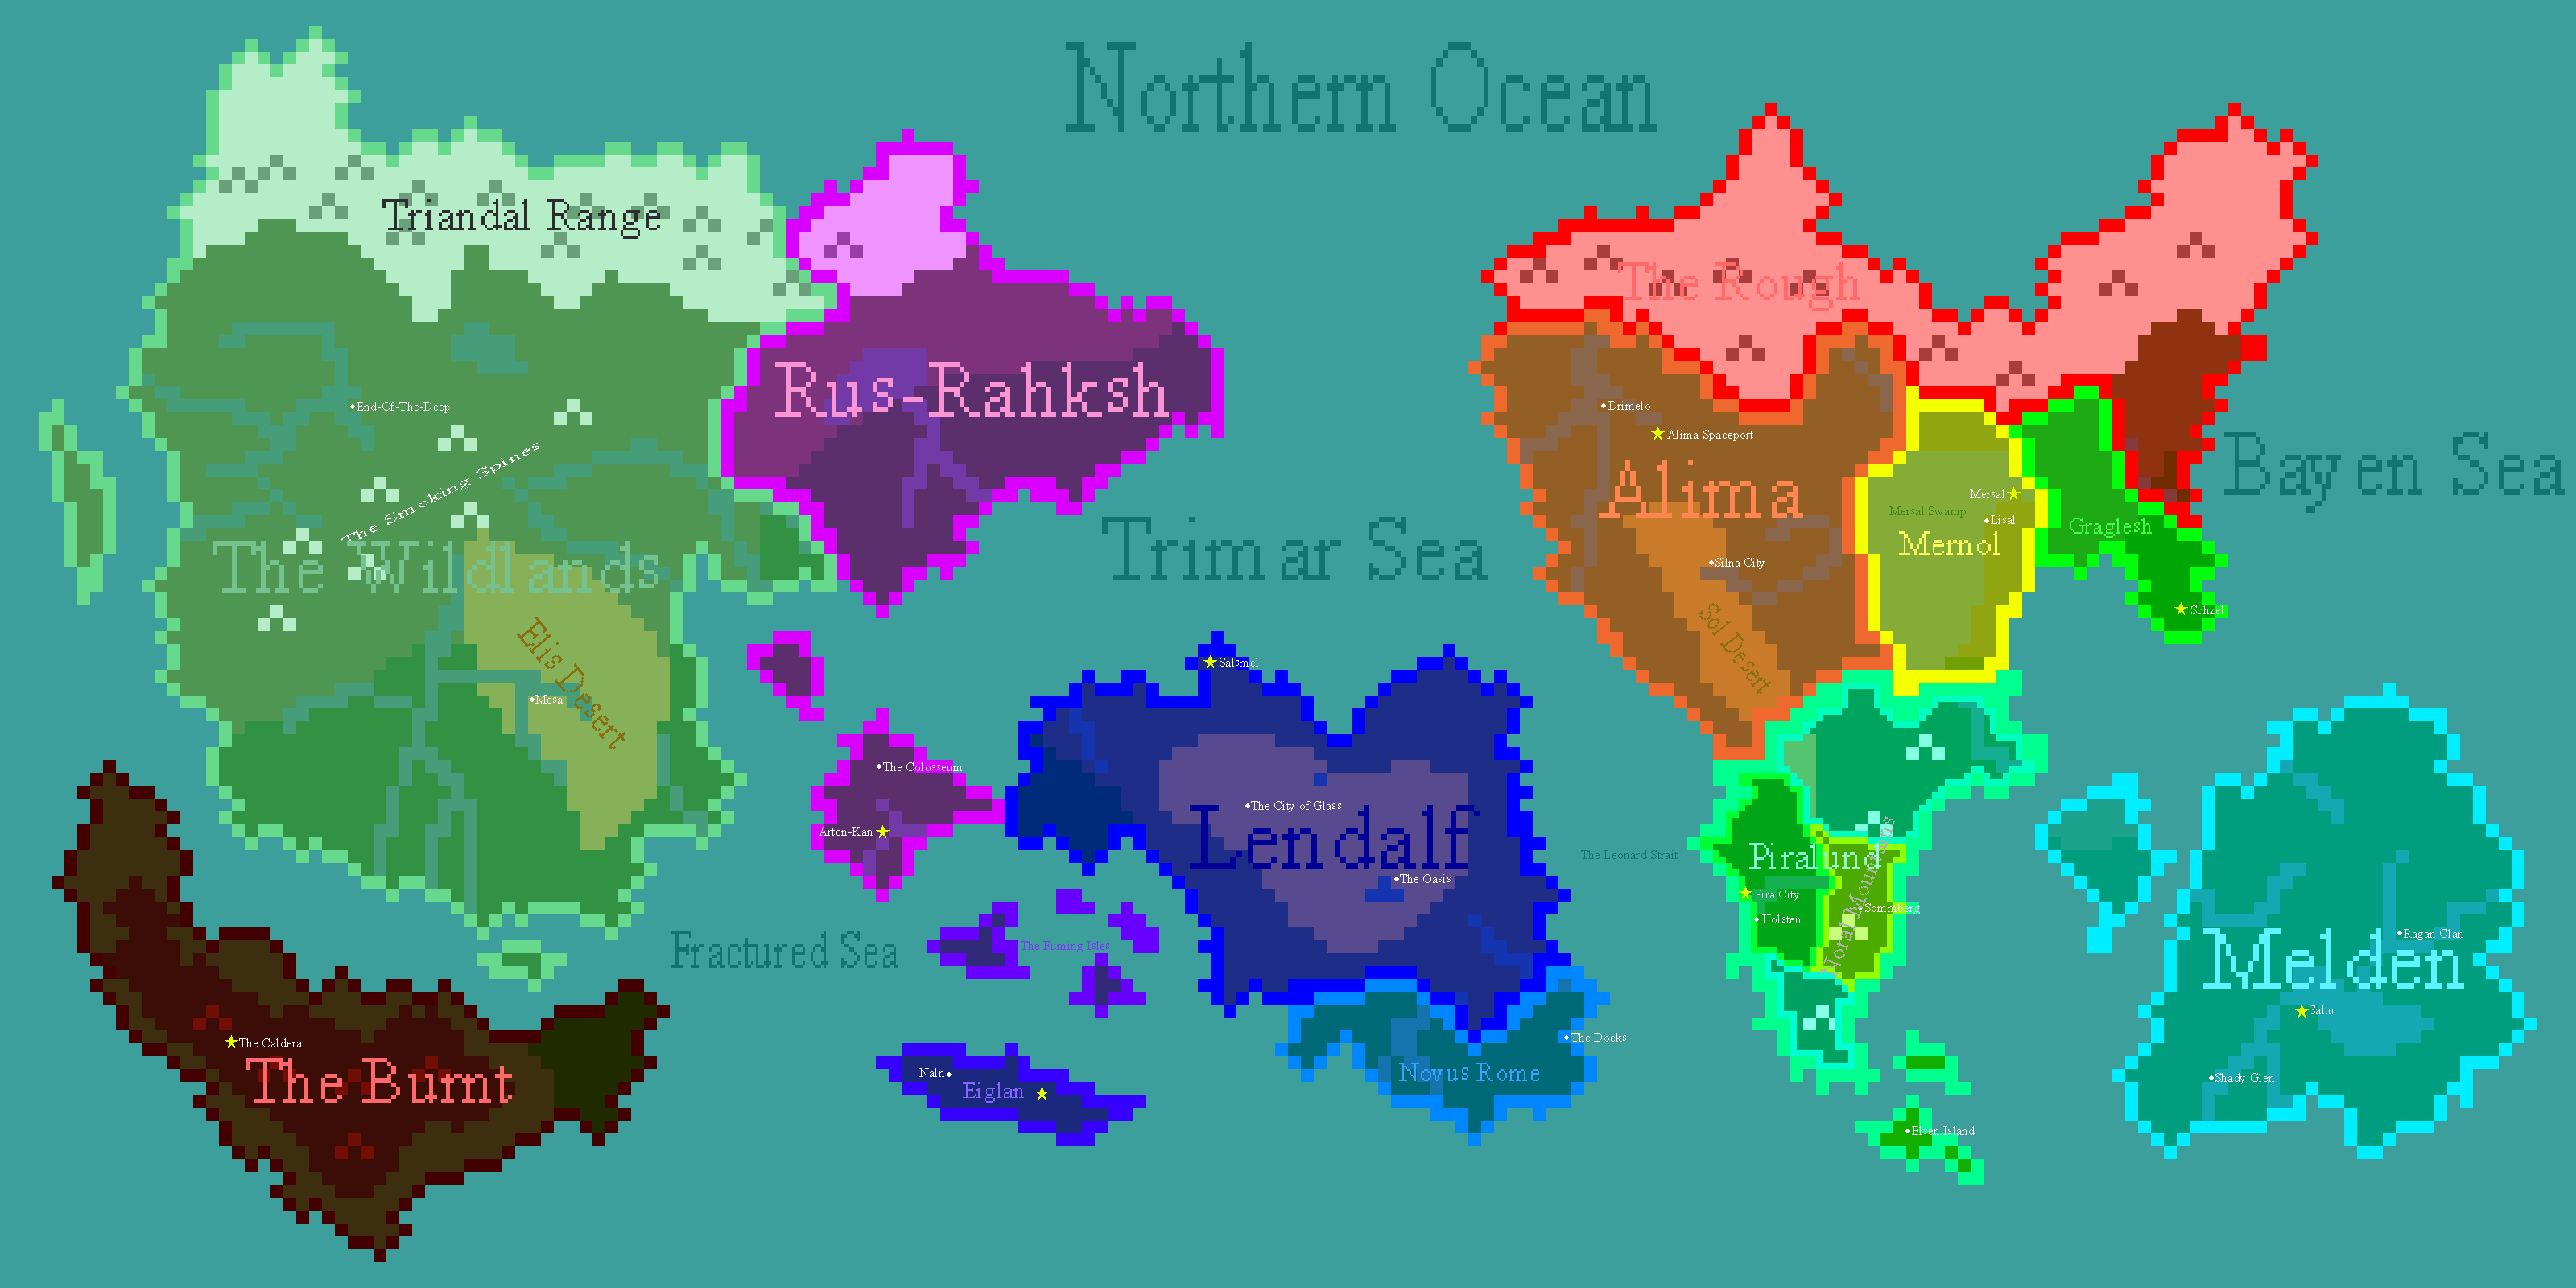 Northern Ocean
Triandal Range
The Rough
Rus-Rahksh
End-Of-The-Deep
Drimelo
Alima Spaceport
Bayen Sea
The Smoking Spines
Alima
Mersal
Mersal Swamp
Lisal
Graglesh
Trimar Sea
Mernol
The Wildlands
Silna City
Schzel
Elis Desert
Sol Desert
Salsmel
Mesa
The Colosseum
The City of Glass
Arten-Kan
Lendalf
The Leonard Strait
Piralund
The Oasis
Pira City
Sommberg
Holsten
Noral Mountains
Ragan Clan
Fractured Sea
The Fuming Isles
Melden
Saltu
The Caldera
The Docks
The Burnt
Naln
Eiglan
Novus Rome
Shady Glen
Elsen Island